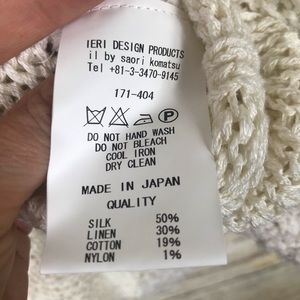 IERI DESIGN PRODUCTS
il by saori komatsu
Tel +81-3-3470-9145
171-404
P
DO NOT HAND WASH
DO NOT BLEACH
COOL IRON
DRY CLEAN
MADE IN JAPAN
QUALITY
SILK 50%
LINEN 30%
COTTON 19%
NYLON 1%